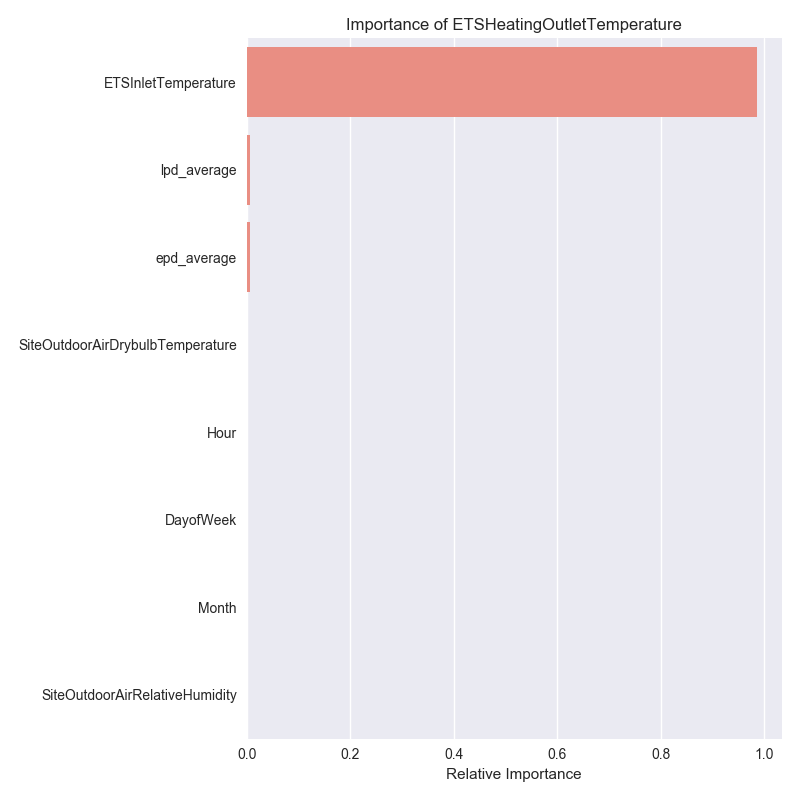 Importance of ETSHeatingOutletTemperature
ETSInletTemperature
lpd_average
epd_average
SiteOutdoorAirDrybulbTemperature
Hour
DayofWeek
Month
SiteOutdoorAirRelativeHumidity
0.0 0.2 0.4 0.6 0.8 1.0
Relative Importance